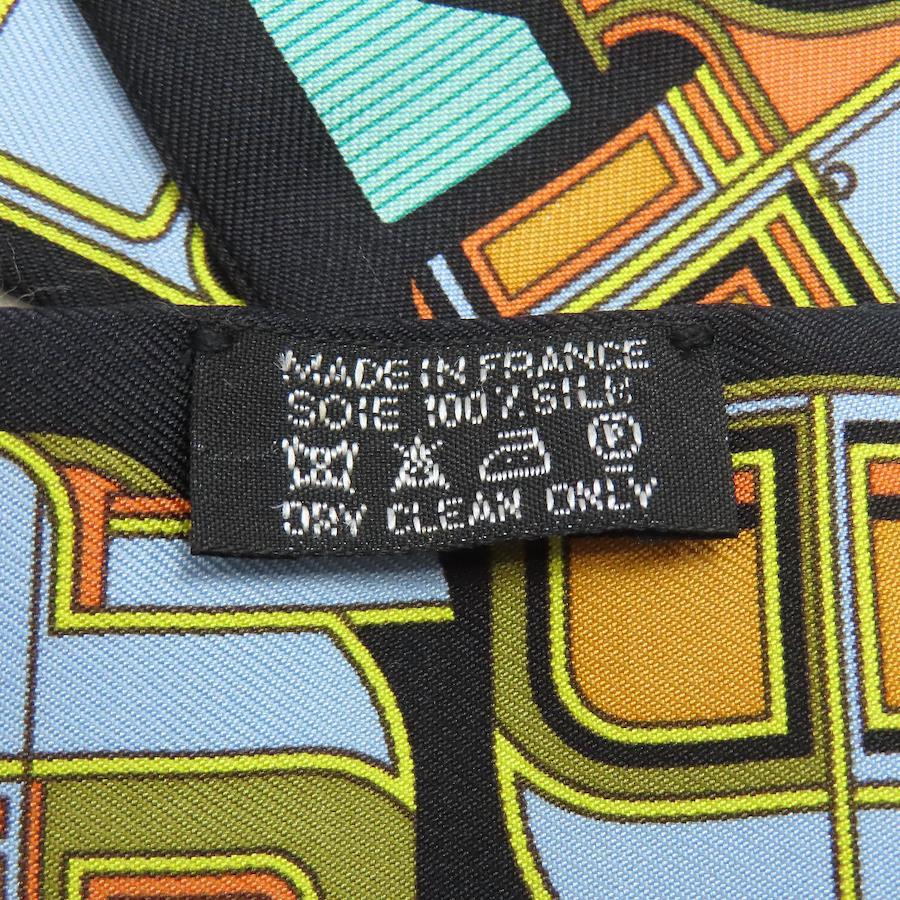 MADE IN FRANCE
SOIE 100% SILK
P
DRY CLEAN ONLY